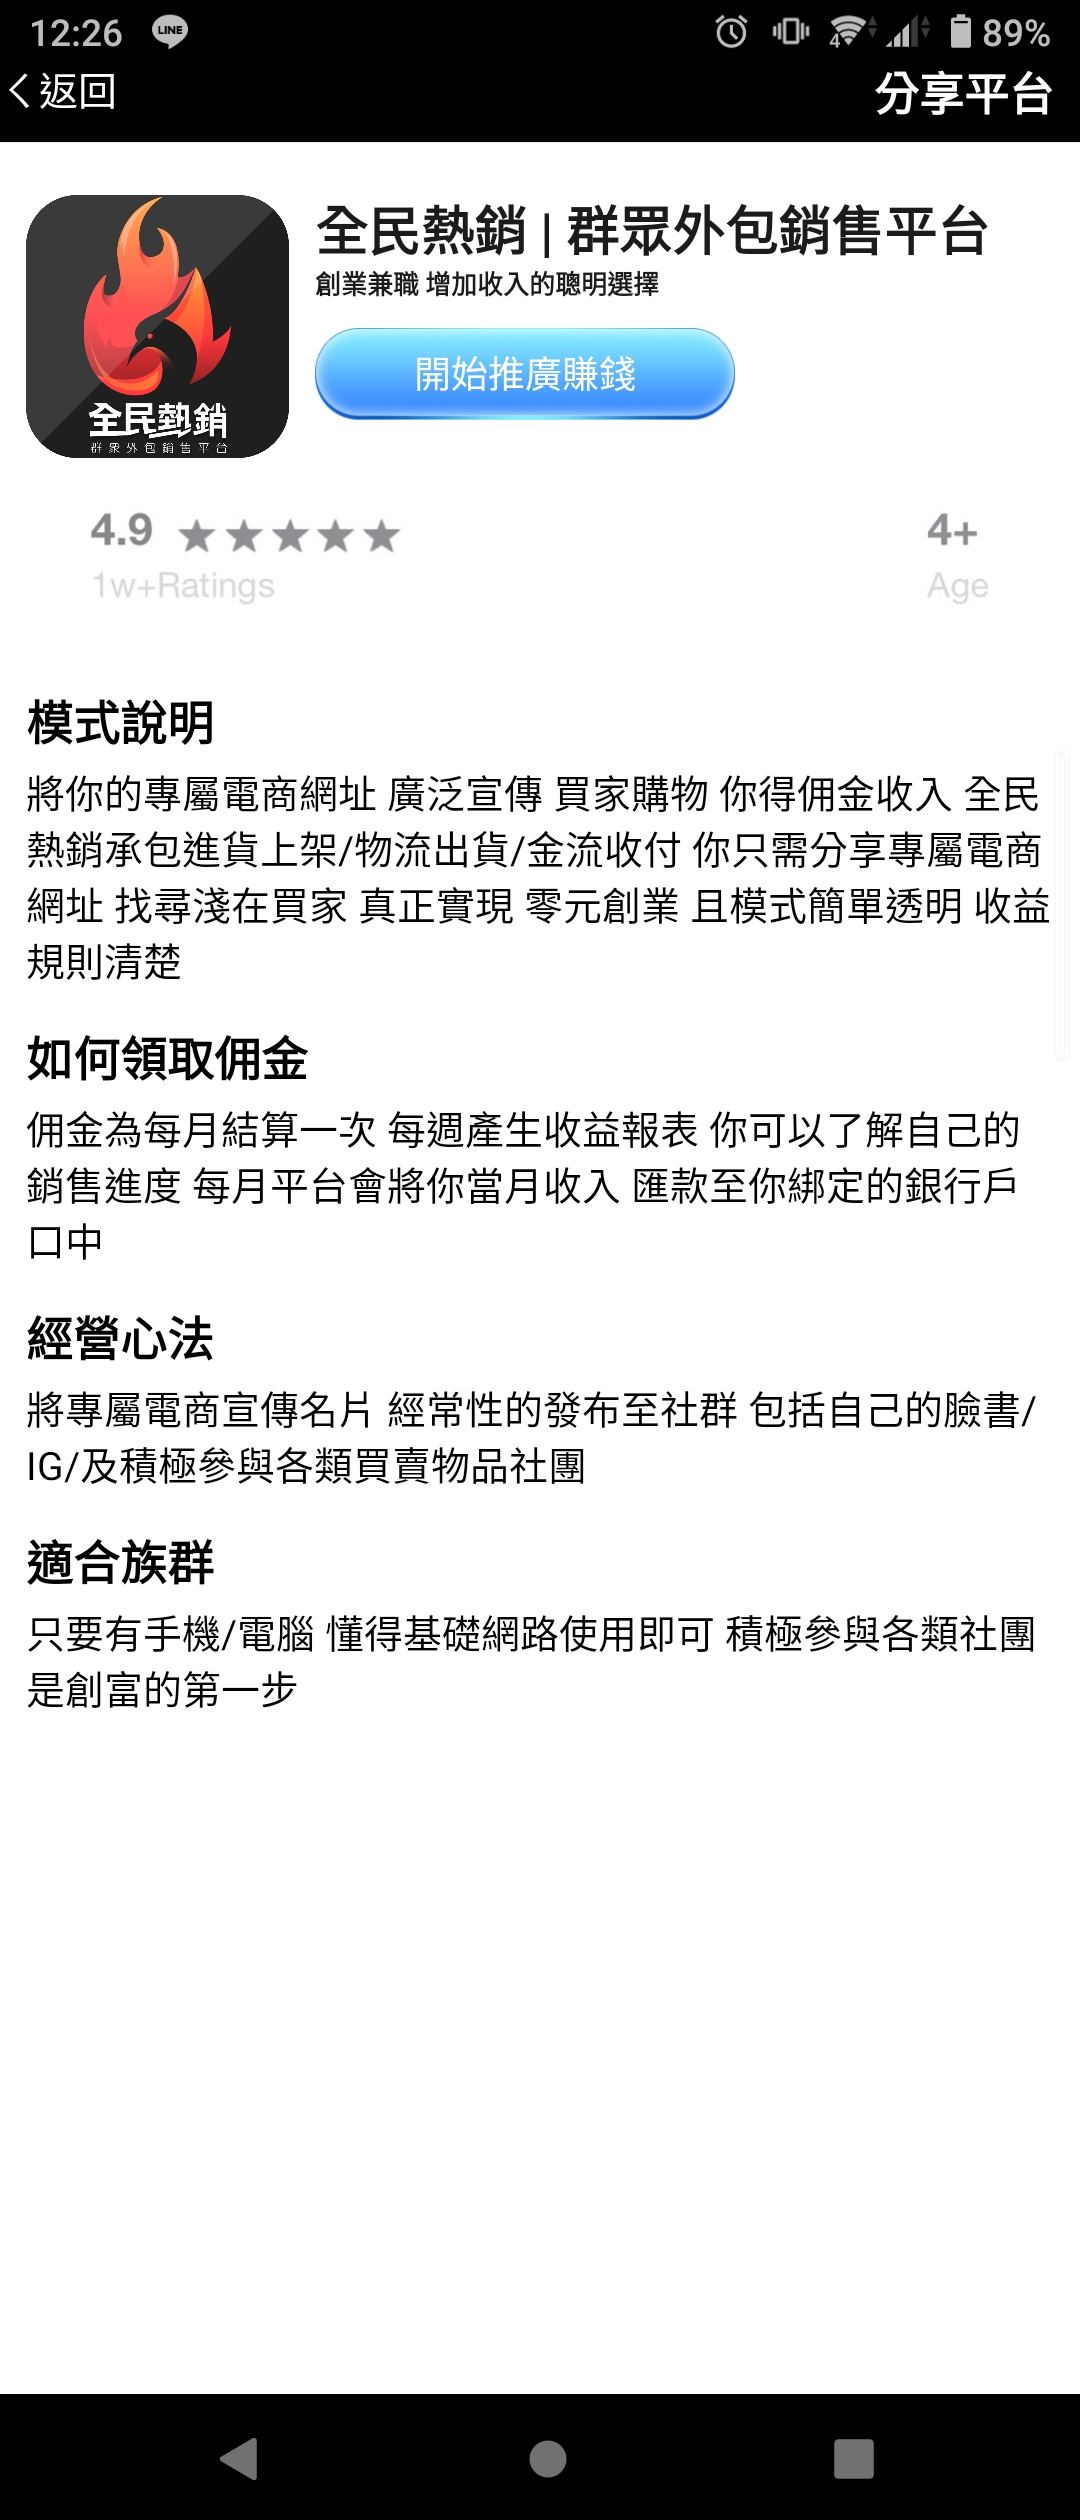 12:26 LINE 4 89%
返回 分享平台
全民熱銷 | 群眾外包銷售平台
創業兼職 增加收入的聰明選擇
開始推廣賺錢
全民熱銷
群眾外包銷售平台
4.9 4+
1w+Ratings Age
模式說明
將你的專屬電商網址 廣泛宣傳 買家購物 你得佣金收入 全民
熱銷承包進貨上架/物流出貨/金流收付 你只需分享專屬電商
網址 找尋淺在買家 真正實現 零元創業 且模式簡單透明 收益
規則清楚
如何領取佣金
佣金為每月結算一次 每週產生收益報表 你可以了解自己的
銷售進度 每月平台會將你當月收入 匯款至你綁定的銀行戶
口中
經營心法
將專屬電商宣傳名片 經常性的發布至社群 包括自己的臉書/
IG/及積極參與各類買賣物品社團
適合族群
只要有手機/電腦 懂得基礎網路使用即可 積極參與各類社團
是創富的第一步